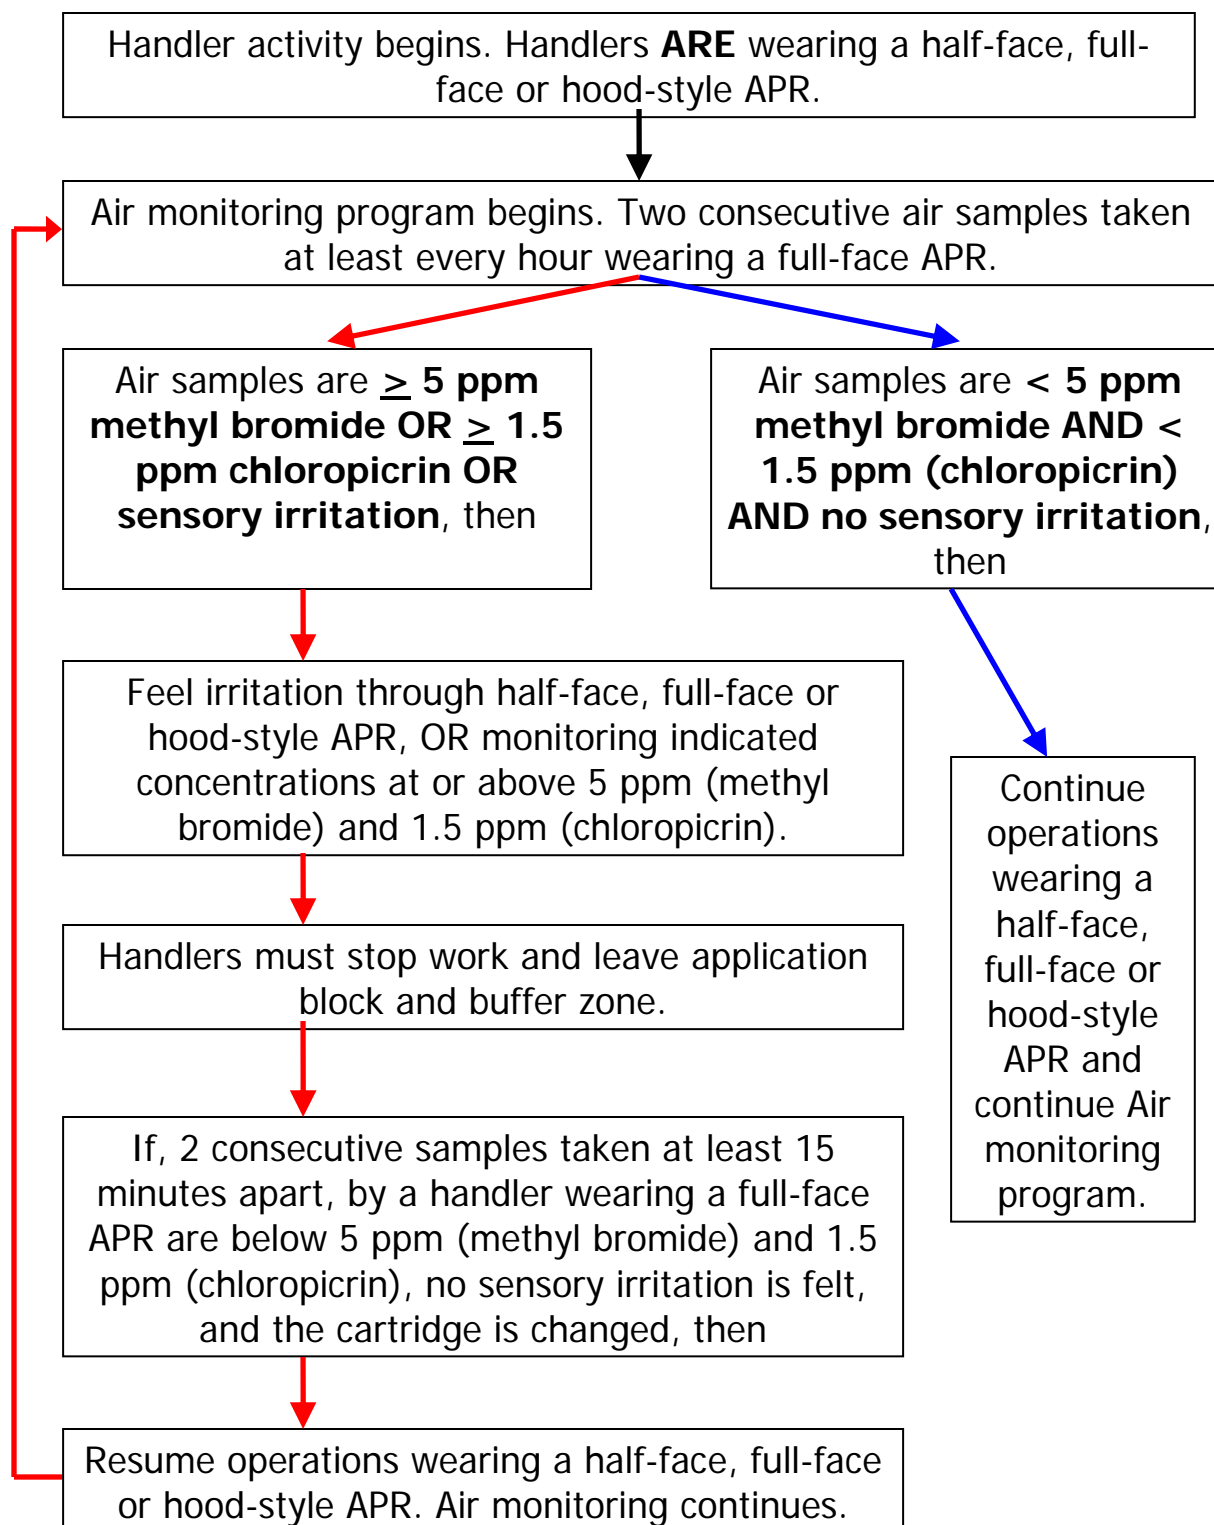 Handler activity begins. Handlers ARE wearing a half-face, full-
face or hood-style APR.
Air monitoring program begins. Two consecutive air samples taken
at least every hour wearing a full-face APR.
Air samples are ≥ 5 ppm
methyl bromide OR ≥ 1.5
ppm chloropicrin OR
sensory irritation, then
Air samples are < 5 ppm
methyl bromide AND <
1.5 ppm (chloropicrin)
AND no sensory irritation,
then
Feel irritation through half-face, full-face or
hood-style APR, OR monitoring indicated
concentrations at or above 5 ppm (methyl
bromide) and 1.5 ppm (chloropicrin).
Handlers must stop work and leave application
block and buffer zone.
If, 2 consecutive samples taken at least 15
minutes apart, by a handler wearing a full-face
APR are below 5 ppm (methyl bromide) and 1.5
ppm (chloropicrin), no sensory irritation is felt,
and the cartridge is changed, then
Continue
operations
wearing a
half-face,
full-face or
hood-style
APR and
continue Air
monitoring
program.
Resume operations wearing a half-face, full-face
or hood-style APR. Air monitoring continues.